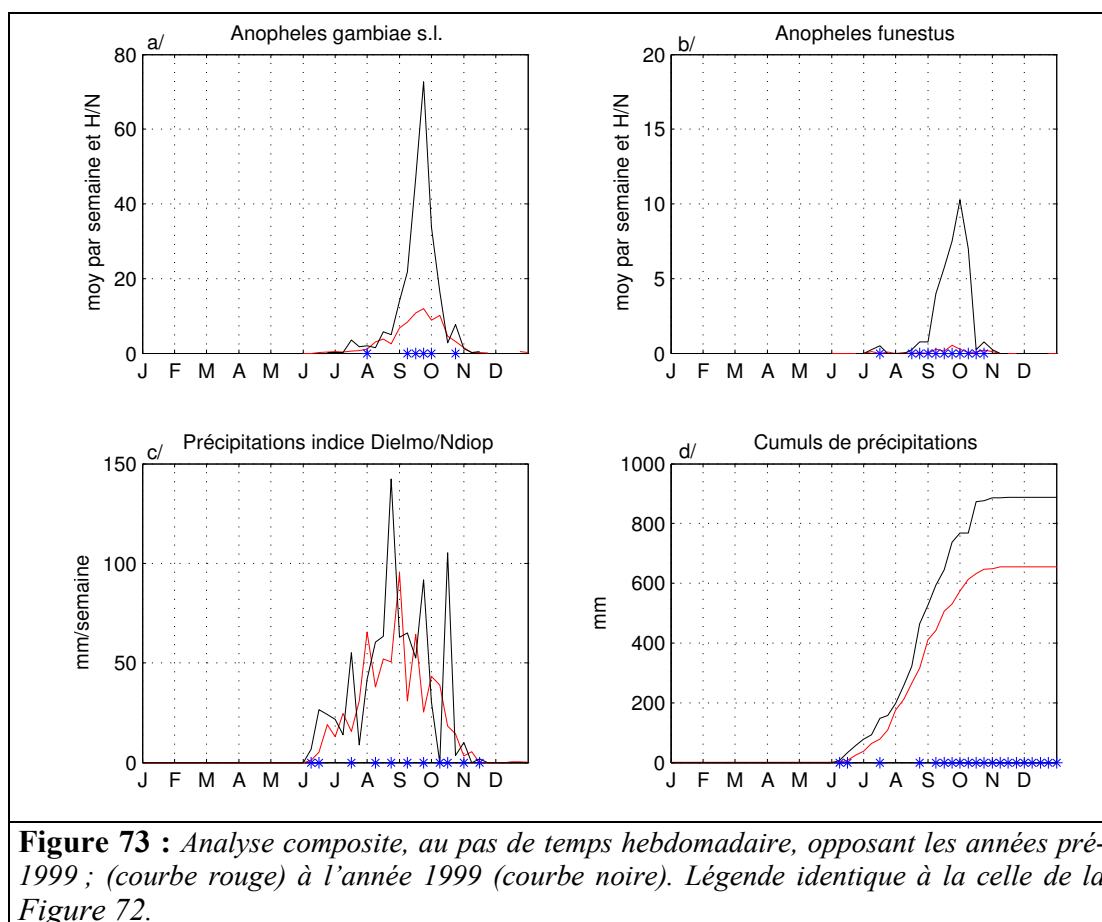 a/ Anopheles gambiae s.l.
moy par semaine et H/N
80
60
40
20
0
J F M A M J J A S O N D
b/ Anopheles funestus
moy par semaine et H/N
20
15
10
5
0
J F M A M J J A S O N D
c/ Précipitations indice Dielmo/Ndiop
mm/semaine
150
100
50
0
J F M A M J J A S O N D
d/ Cumuls de précipitations
mm
1000
800
600
400
200
0
J F M A M J J A S O N D
Figure 73 : Analyse composite, au pas de temps hebdomadaire, opposant les années pré-
1999 ; (courbe rouge) à l’année 1999 (courbe noire). Légende identique à la celle de la
Figure 72.